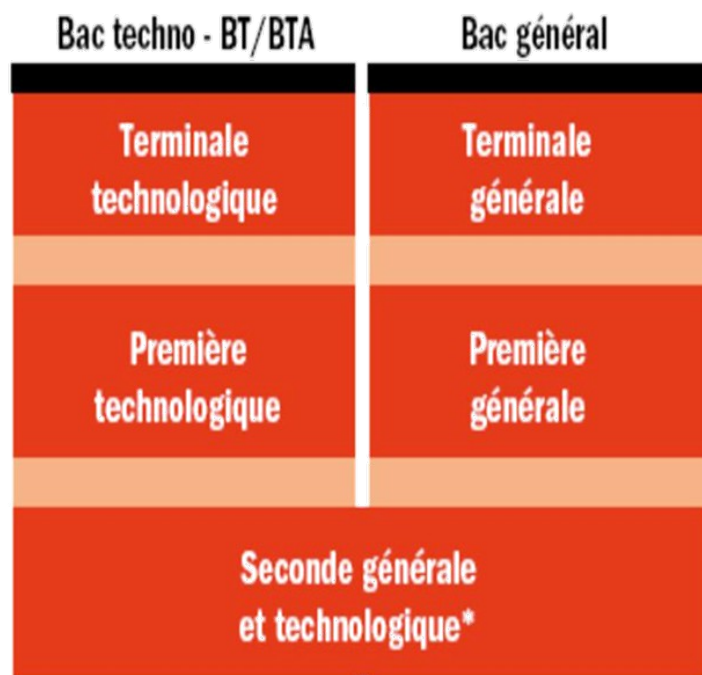 Bac techno - BT/BTA
Bac général
Terminale
technologique
Terminale
générale
Première
technologique
Première
générale
Seconde générale
et technologique*